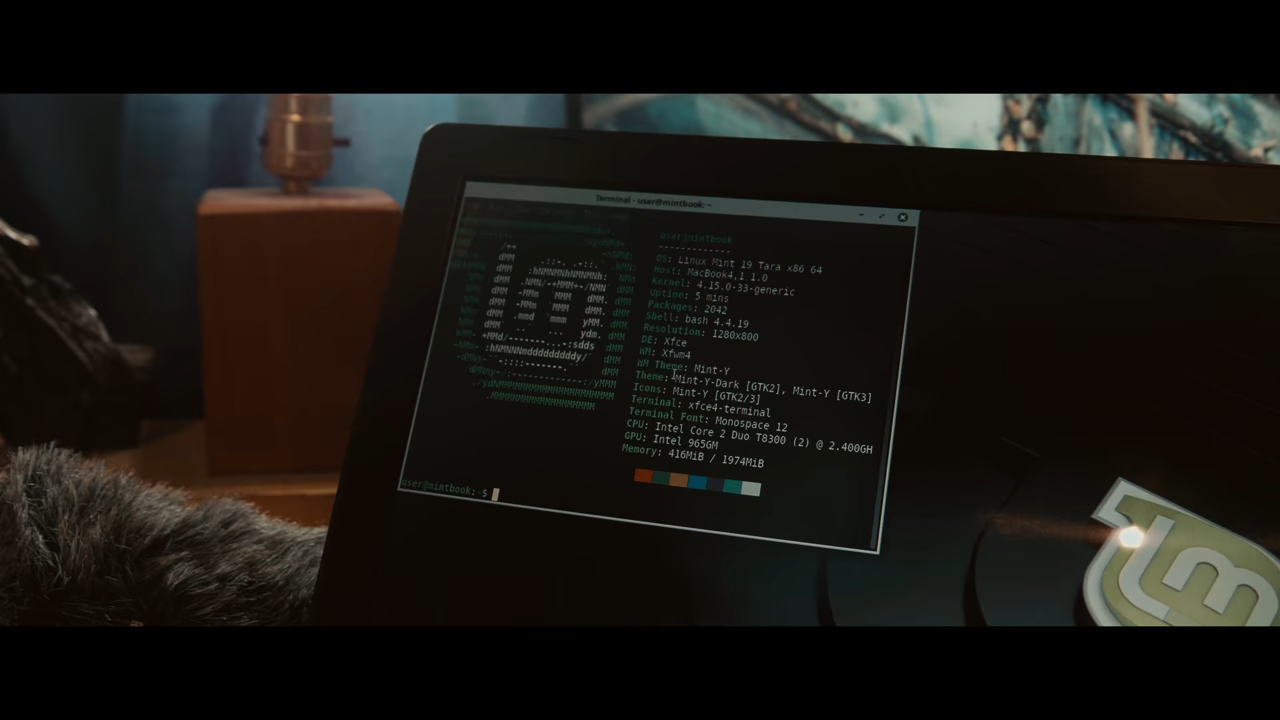 Terminal - user@mintbook: ~
user@mintbook
-------------
OS: Linux Mint 19 Tara x86 64
Host: MacBook4,1 1.0
Kernel: 4.15.0-33-generic
Uptime: 5 mins
Packages: 2042
Shell: bash 4.4.19
Resolution: 1280x800
DE: Xfce
WM: Xfwm4
WM Theme: Mint-Y
Theme: Mint-Y-Dark [GTK2], Mint-Y [GTK3]
Icons: Mint-Y [GTK2/3]
Terminal: xfce4-terminal
Terminal Font: Monospace 12
CPU: Intel Core 2 Duo T8300 (2) @ 2.400GH
GPU: Intel 965GM
Memory: 416MiB / 1974MiB
user@mintbook:~$